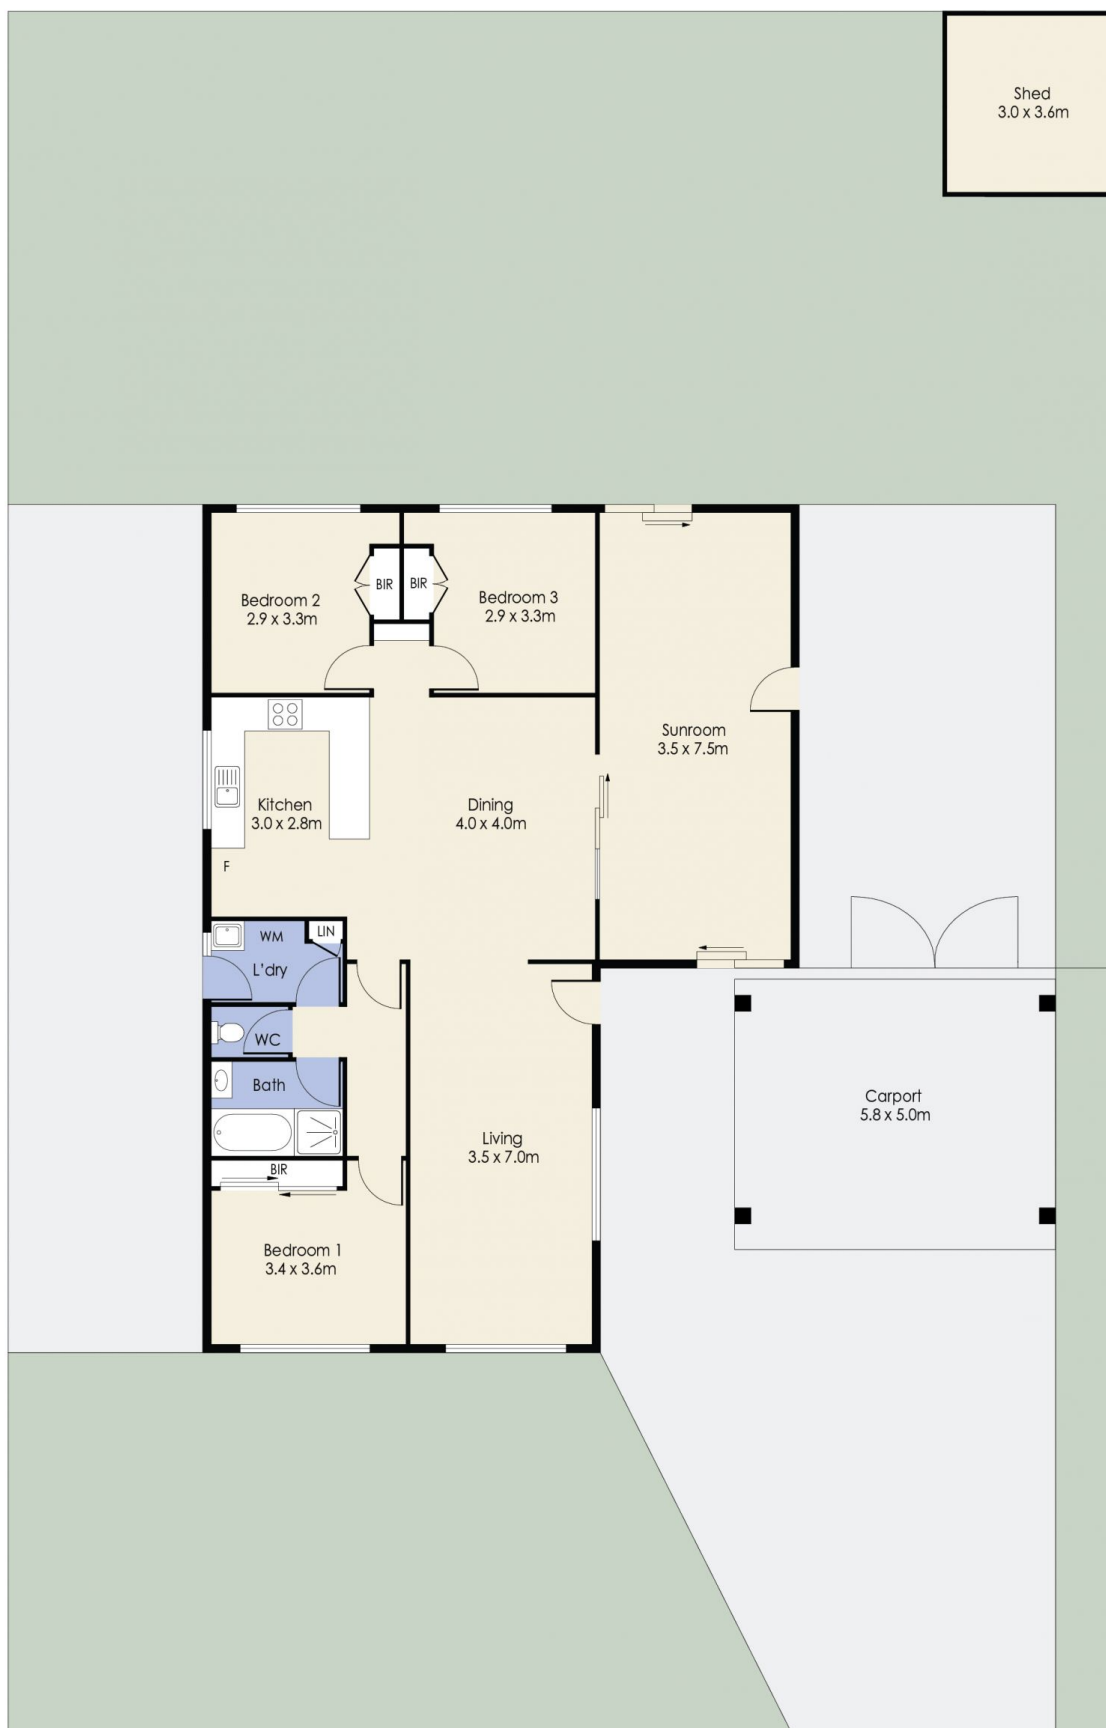 Shed
3.0 x 3.6m
BIR
BIR
Bedroom 2
2.9 x 3.3m
Bedroom 3
2.9 x 3.3m
Sunroom
3.5 x 7.5m
Kitchen
3.0 x 2.8m
Dining
4.0 x 4.0m
F
WM
LIN
L'dry
WC
Bath
Carport
5.8 x 5.0m
Living
3.5 x 7.0m
BIR
Bedroom 1
3.4 x 3.6m